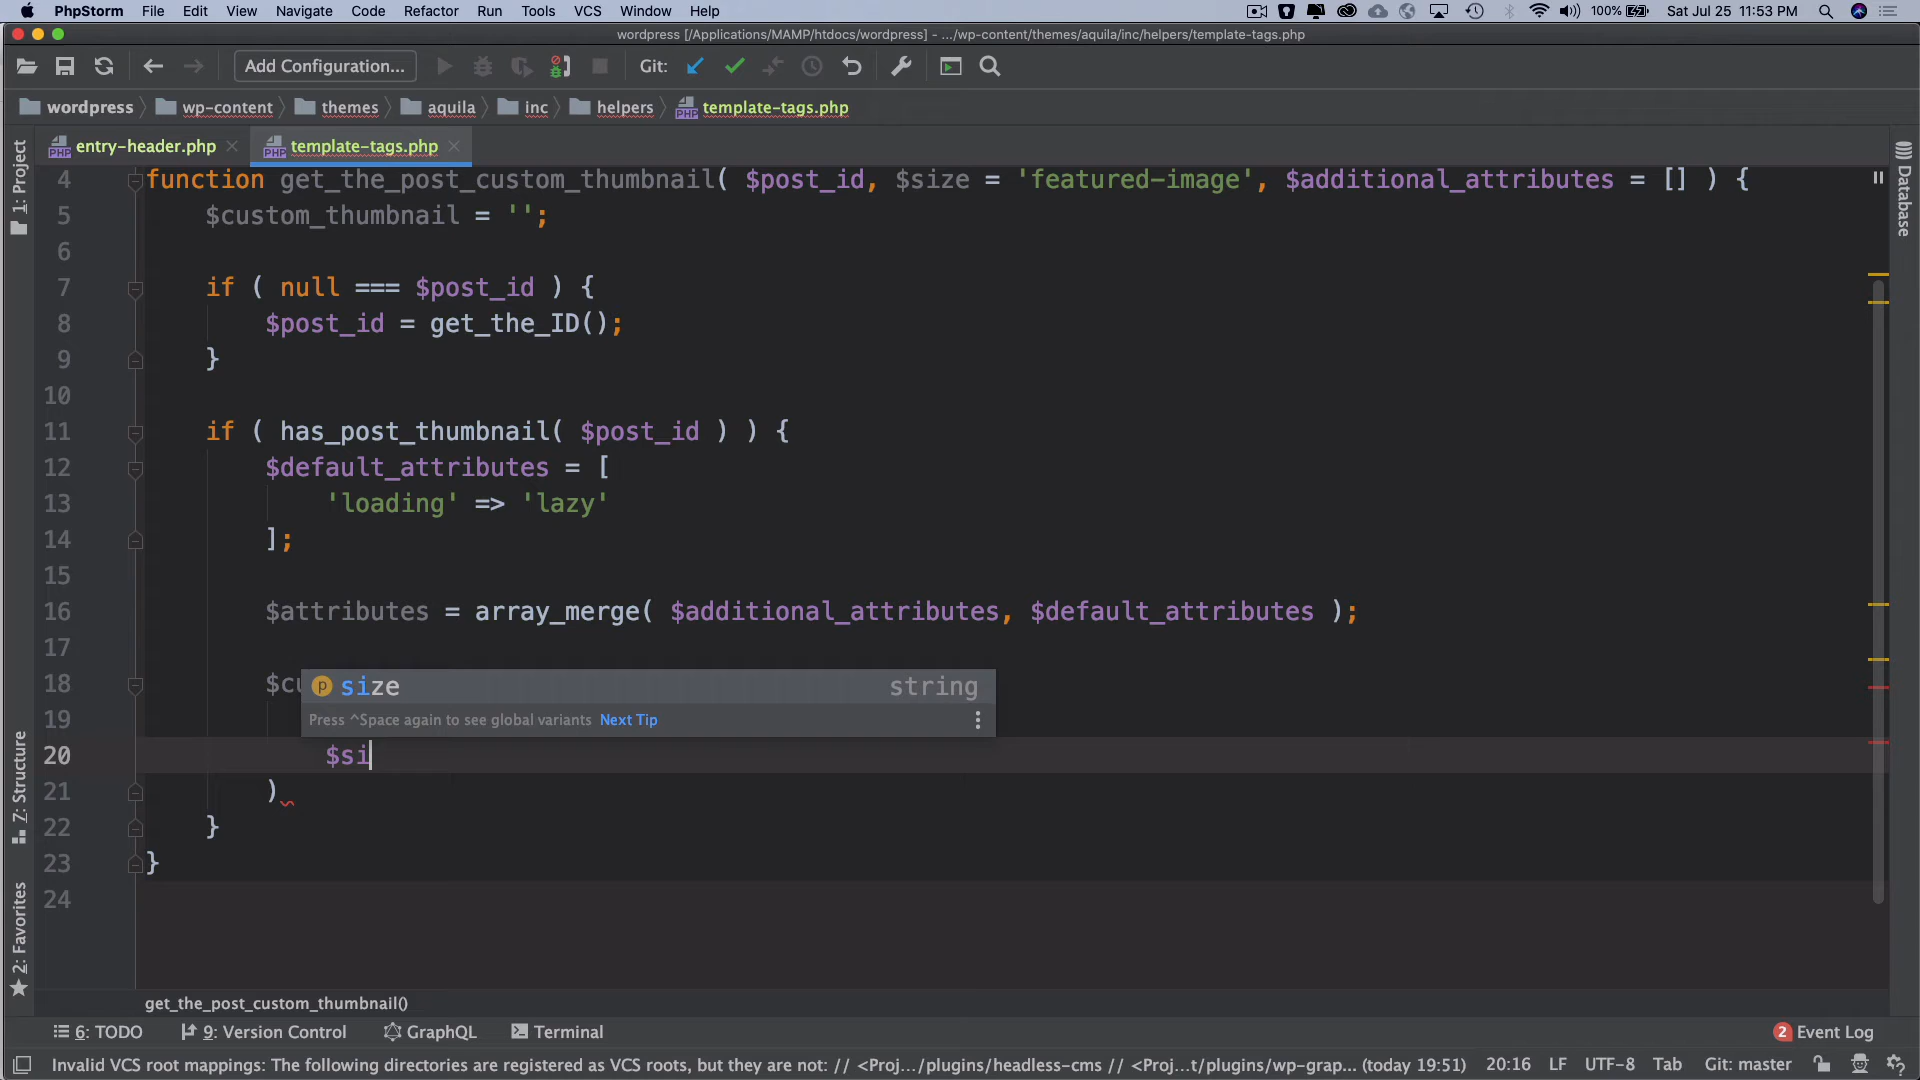 PhpStorm File Edit View Navigate Code Refactor Run Tools VCS Window Help 100% Sat Jul 25 11:53 PM
wordpress [/Applications/MAMP/htdocs/wordpress] - .../wp-content/themes/aquila/inc/helpers/template-tags.php
Add Configuration... Git:
wordpress wp-content themes aquila inc helpers template-tags.php
entry-header.php template-tags.php
1: Project
Database
4 function get_the_post_custom_thumbnail( $post_id, $size = 'featured-image', $additional_attributes = [] ) {
5 $custom_thumbnail = '';
6
7 if ( null === $post_id ) {
8 $post_id = get_the_ID();
9 }
10
11 if ( has_post_thumbnail( $post_id ) ) {
12 $default_attributes = [
13 'loading' => 'lazy'
14 ];
15
16 $attributes = array_merge( $additional_attributes, $default_attributes );
17
18 $cu
p size string
19
Press ^Space again to see global variants Next Tip
20 $si
21 )
22 }
23 }
24
Z: Structure
2: Favorites
get_the_post_custom_thumbnail()
6: TODO 9: Version Control GraphQL Terminal 2 Event Log
Invalid VCS root mappings: The following directories are registered as VCS roots, but they are not: // <Proj.../plugins/headless-cms // <Proj...t/plugins/wp-grap... (today 19:51) 20:16 LF UTF-8 Tab Git: master